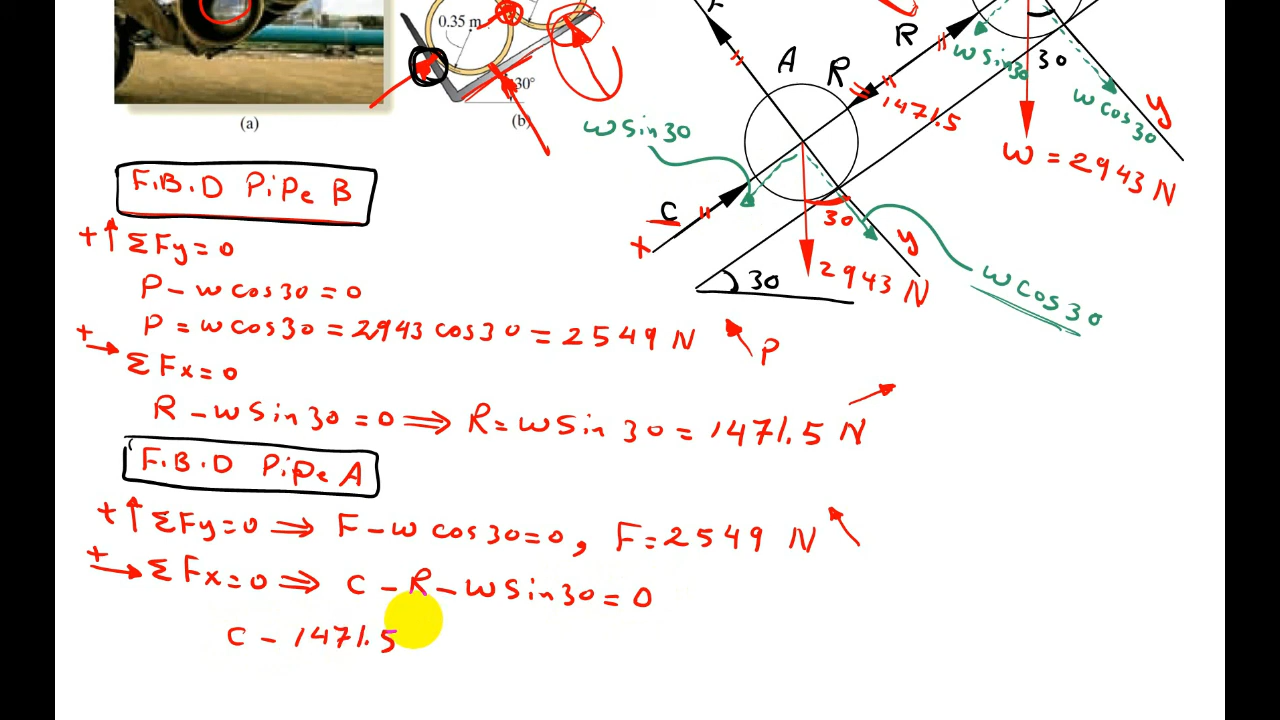 0.35 m
30°
(a)
(b)
F
A
R
R
= 1471.5
w sin 30
30
w cos 30
y
w = 2943 N
w sin 30
C
x
30
y
30
2943 N
w cos 30
F.B.D Pipe B
+↑ ΣFy = 0
P - w cos 30 = 0
P = w cos 30 = 2943 cos 30 = 2549 N
P
+→ ΣFx = 0
R - w sin 30 = 0 ⇒ R = w sin 30 = 1471.5 N
F.B.D Pipe A
+↑ ΣFy = 0 ⇒ F - w cos 30 = 0, F = 2549 N
+→ ΣFx = 0 ⇒ C - R - w sin 30 = 0
C - 1471.5